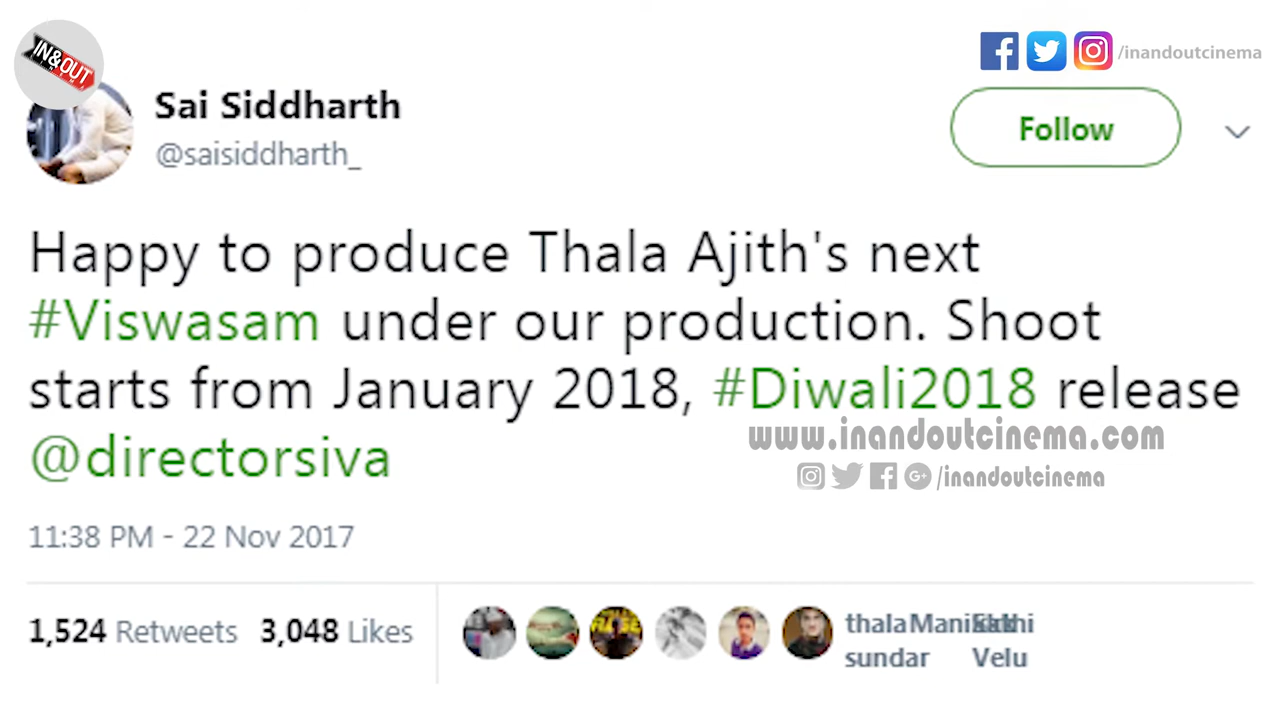 IN&OUT
/inandoutcinema
Sai Siddharth
@saisiddharth_
Follow
Happy to produce Thala Ajith's next
#Viswasam under our production. Shoot
starts from January 2018, #Diwali2018 release
@directorsiva
www.inandoutcinema.com
/inandoutcinema
11:38 PM - 22 Nov 2017
1,524 Retweets 3,048 Likes
thala
sundar Velu